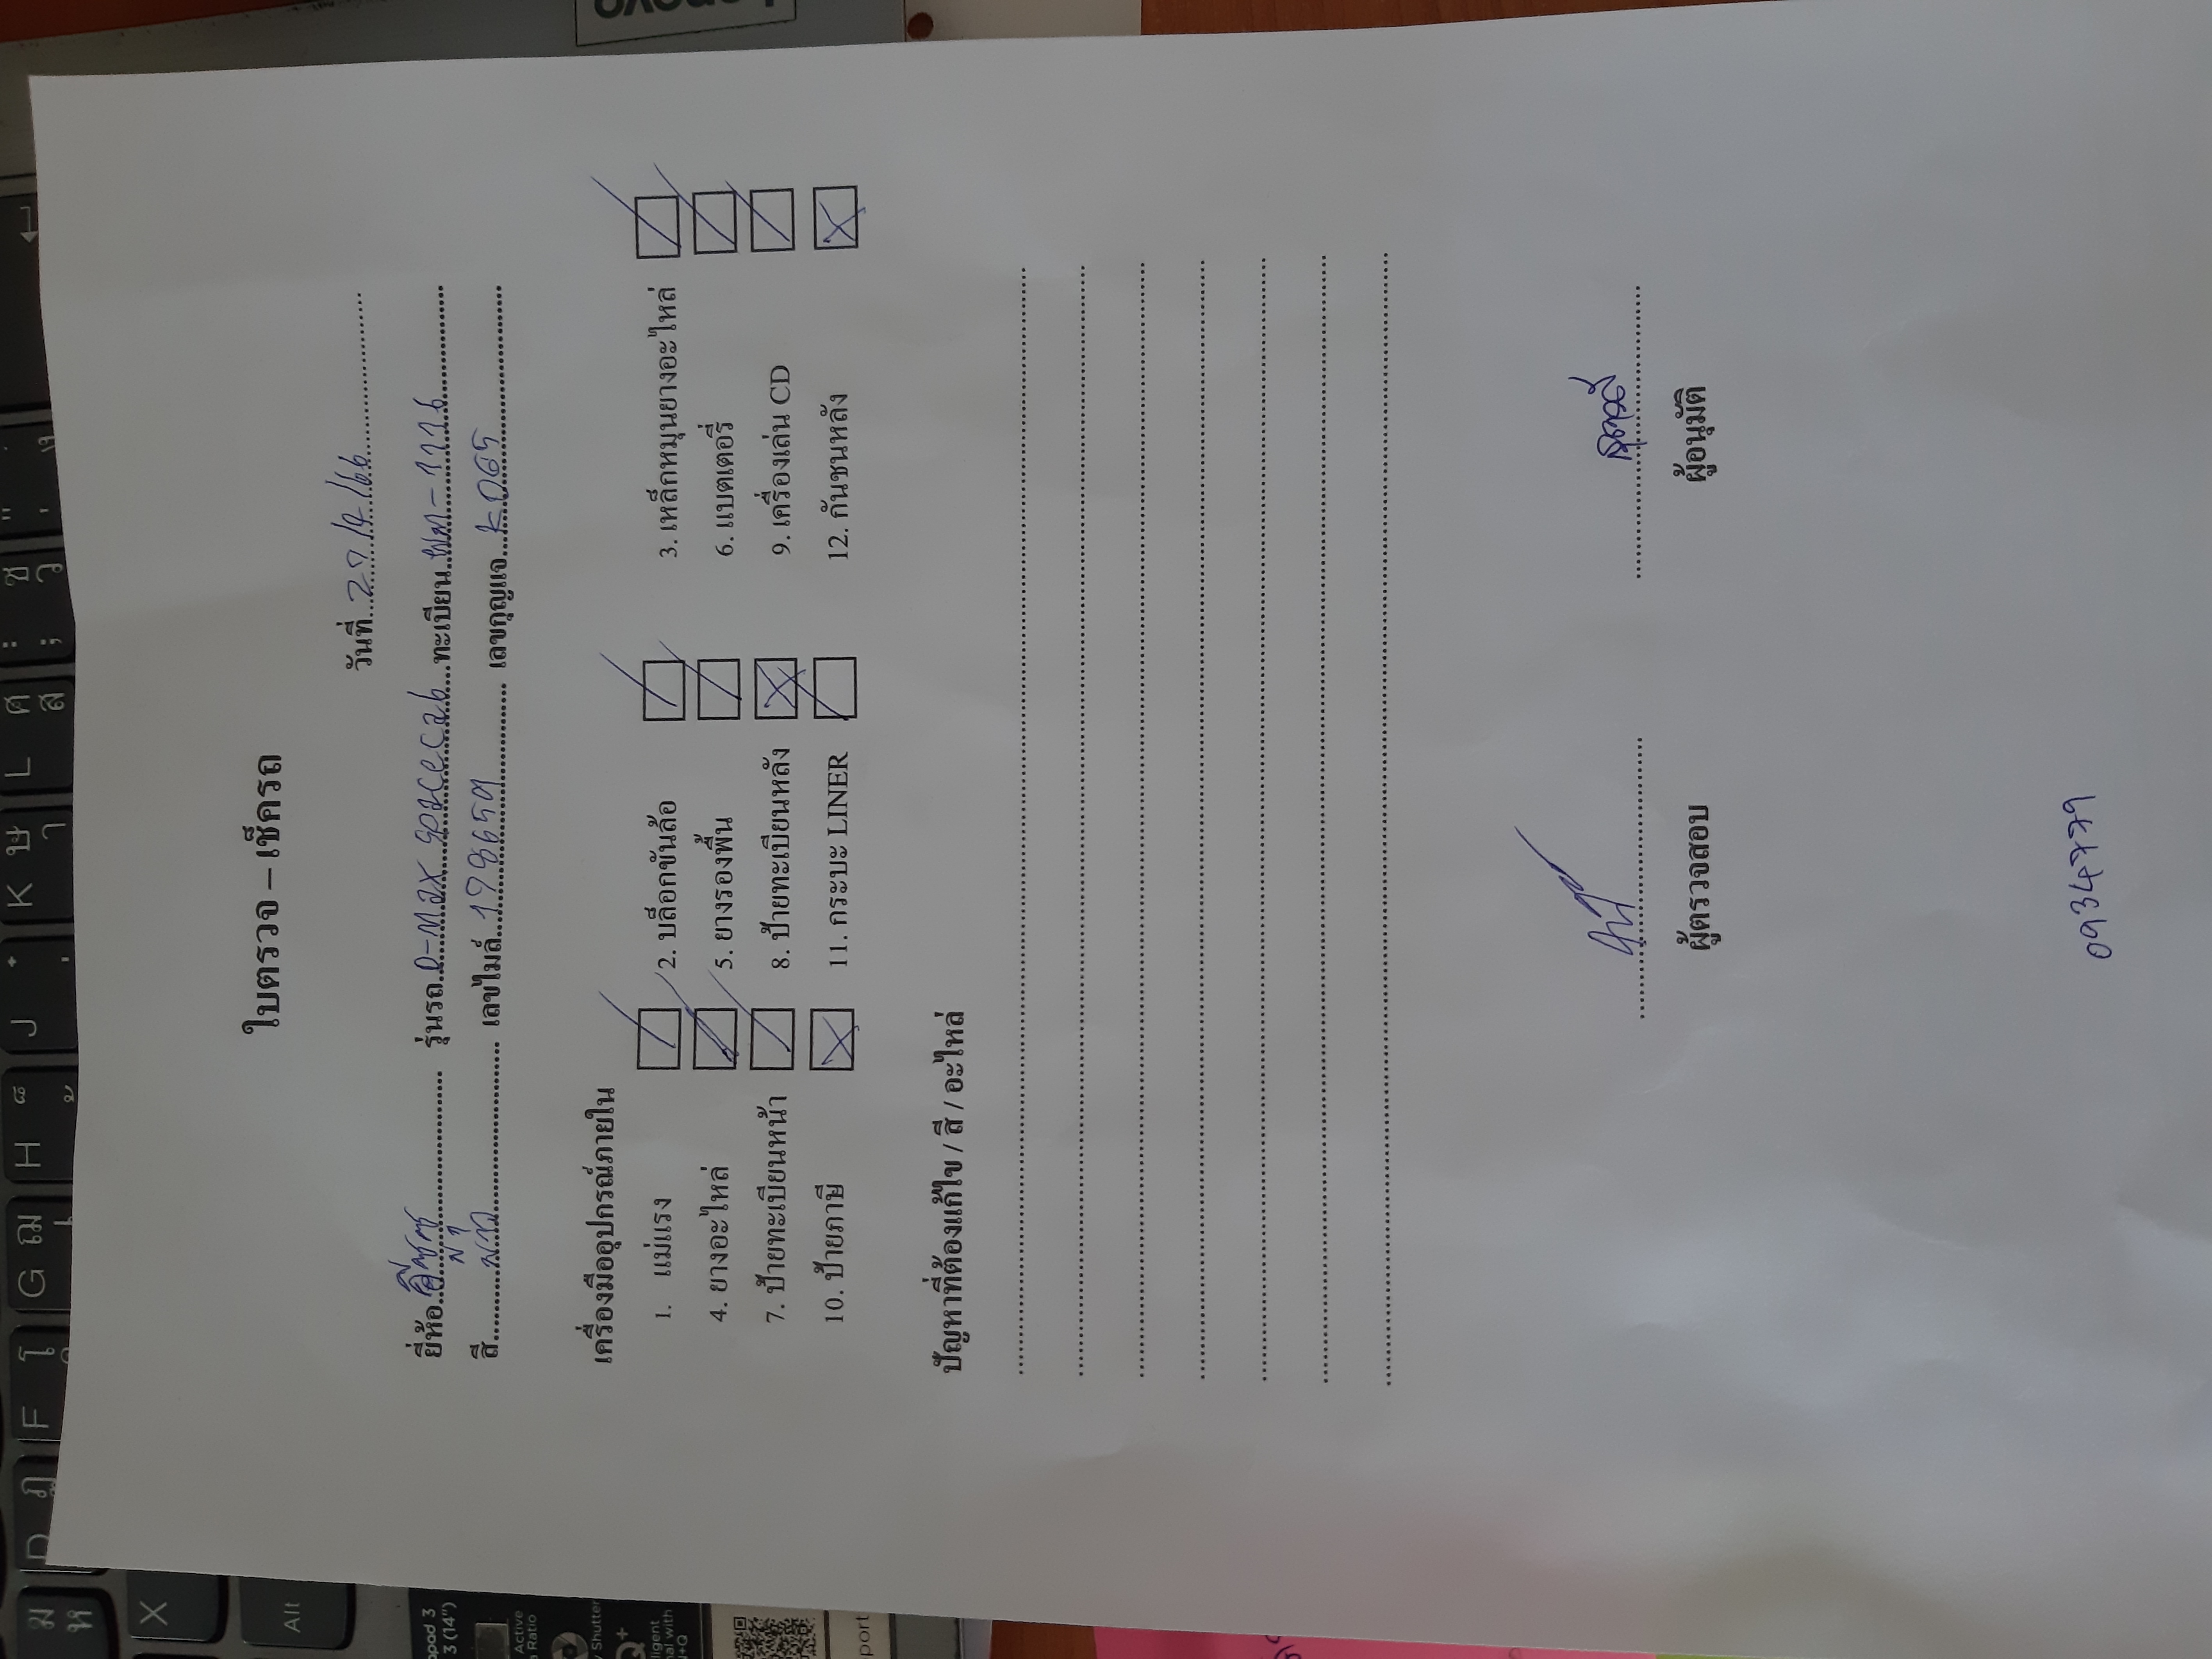 ใบตรวจ – เช็ครถ
วันที่ 27/4/66
ยี่ห้อ อีซูซุ รุ่นรถ D-Max Spacecab ทะเบียน
สี เลขไมล์ 198659 เลขกุญแจ K065
เครื่องมืออุปกรณ์ภายใน
1. แม่แรง 2. บล็อกขันล้อ 3. เหล็กหมุนยางอะไหล่
4. ยางอะไหล่ 5. ยางรองพื้น 6. แบตเตอรี่
7. ป้ายทะเบียนหน้า 8. ป้ายทะเบียนหลัง 9. เครื่องเล่น CD
10. ป้ายภาษี 11. กระบะ LINER 12. กันชนหลัง
ปัญหาที่ต้องแก้ไข / สี / อะไหล่
ผู้ตรวจสอบ ผู้อนุมัติ
D
F
G
H
J
K
L
X
Alt